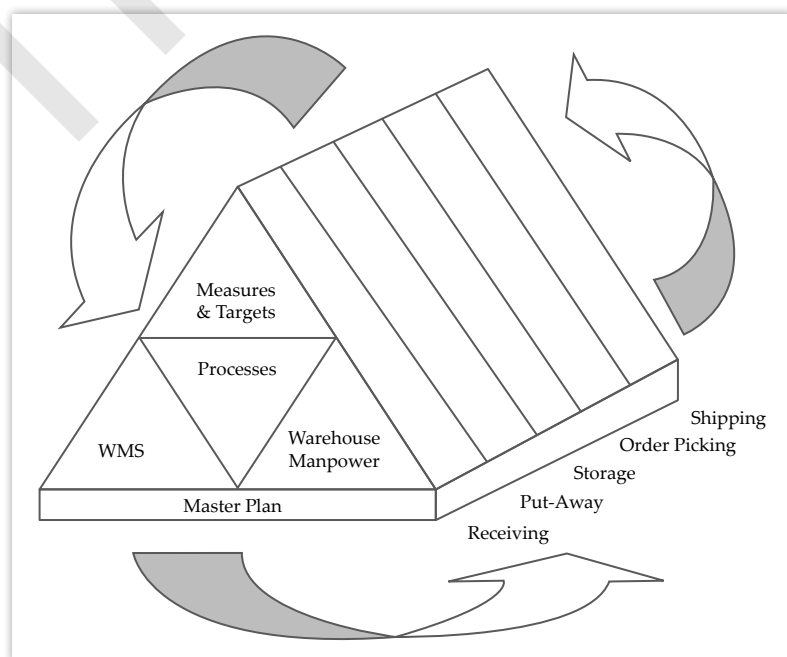 Measures
& Targets
Processes
WMS
Warehouse
Manpower
Master Plan
Shipping
Order Picking
Storage
Put-Away
Receiving